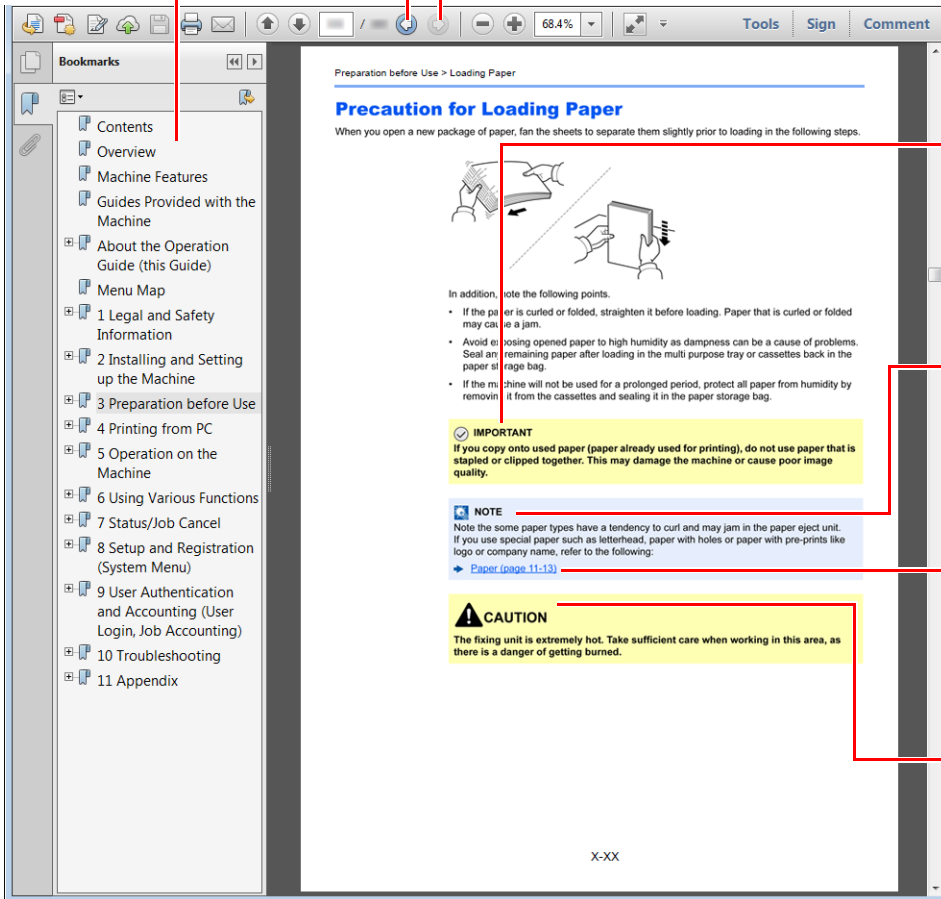 / 68.4% Tools Sign Comment
Bookmarks
Contents
Overview
Machine Features
Guides Provided with the
Machine
About the Operation
Guide (this Guide)
Menu Map
1 Legal and Safety
Information
2 Installing and Setting
up the Machine
3 Preparation before Use
4 Printing from PC
5 Operation on the
Machine
6 Using Various Functions
7 Status/Job Cancel
8 Setup and Registration
(System Menu)
9 User Authentication
and Accounting (User
Login, Job Accounting)
10 Troubleshooting
11 Appendix
Preparation before Use > Loading Paper
Precaution for Loading Paper
When you open a new package of paper, fan the sheets to separate them slightly prior to loading in the following steps.
In addition, note the following points.
• If the paper is curled or folded, straighten it before loading. Paper that is curled or folded
may cause a jam.
• Avoid exposing opened paper to high humidity as dampness can be a cause of problems.
Seal any remaining paper after loading in the multi purpose tray or cassettes back in the
paper storage bag.
• If the machine will not be used for a prolonged period, protect all paper from humidity by
removing it from the cassettes and sealing it in the paper storage bag.
IMPORTANT
If you copy onto used paper (paper already used for printing), do not use paper that is
stapled or clipped together. This may damage the machine or cause poor image
quality.
NOTE
Note the some paper types have a tendency to curl and may jam in the paper eject unit.
If you use special paper such as letterhead, paper with holes or paper with pre-prints like
logo or company name, refer to the following:
Paper (page 11-13)
CAUTION
The fixing unit is extremely hot. Take sufficient care when working in this area, as
there is a danger of getting burned.
X-XX